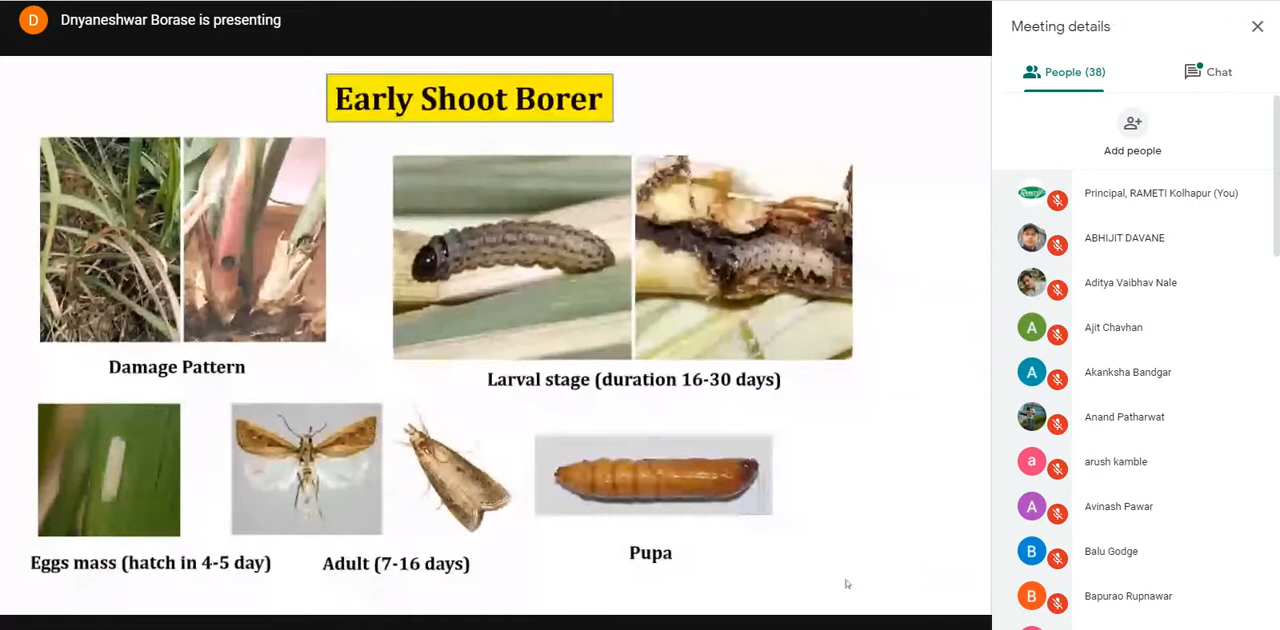 D
Dnyaneshwar Borase is presenting
Early Shoot Borer
Damage Pattern
Larval stage (duration 16-30 days)
Eggs mass (hatch in 4-5 day)
Adult (7-16 days)
Pupa
Meeting details
People (38)
Chat
Add people
Principal, RAMETI Kolhapur (You)
ABHIJIT DAVANE
Aditya Vaibhav Nale
A
Ajit Chavhan
A
Akanksha Bandgar
Anand Patharwat
a
arush kamble
A
Avinash Pawar
B
Balu Godge
B
Bapurao Rupnawar